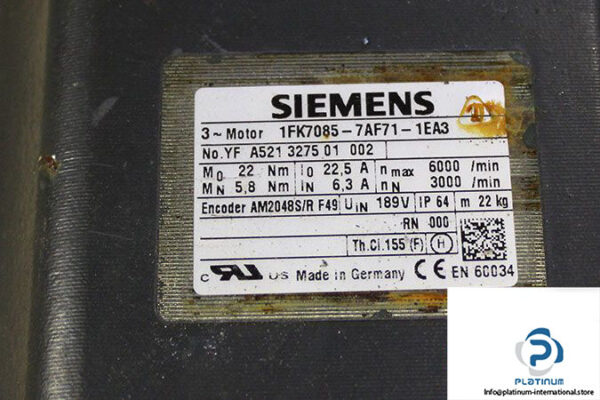 SIEMENS
3~Motor 1FK7085-7AF71-1EA3
No.YF A521 3275 01 002
M0 22 Nm I0 22,5 A nmax 6000 /min
MN 5,8 Nm IN 6,3 A nN 3000 /min
Encoder AM2048S/R F49 UIN 189V IP 64 m 22 kg
RN 000
Th.Cl.155 (F) H
c RU US Made in Germany CE EN 60034
PLATINUM
Info@platinum-international.store